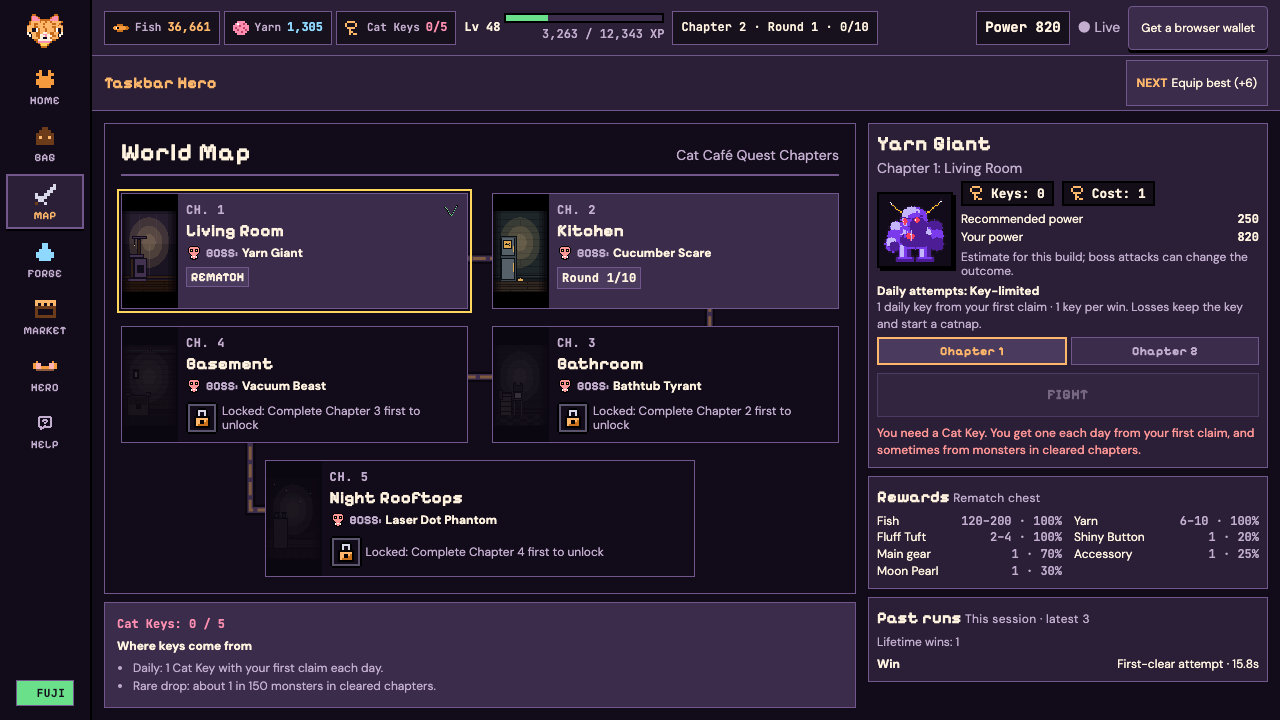 Fish 36,661
Yarn 1,305
Cat Keys 0/5
Lv 48
3,263 / 12,343 XP
Chapter 2 · Round 1 · 0/10
Power 820
Live
Get a browser wallet
HOME
BAG
MAP
FORGE
MARKET
HERO
HELP
FUJI
Taskbar Hero
NEXT Equip best (+6)
World Map
Cat Café Quest Chapters
CH. 1
Living Room
BOSS: Yarn Giant
REMATCH
CH. 2
Kitchen
BOSS: Cucumber Scare
Round 1/10
CH. 4
Basement
BOSS: Vacuum Beast
Locked: Complete Chapter 3 first to
unlock
CH. 3
Bathroom
BOSS: Bathtub Tyrant
Locked: Complete Chapter 2 first to
unlock
CH. 5
Night Rooftops
BOSS: Laser Dot Phantom
Locked: Complete Chapter 4 first to unlock
Cat Keys: 0 / 5
Where keys come from
• Daily: 1 Cat Key with your first claim each day.
• Rare drop: about 1 in 150 monsters in cleared chapters.
Yarn Giant
Chapter 1: Living Room
Keys: 0
Cost: 1
Recommended power 250
Your power 820
Estimate for this build; boss attacks can change the
outcome.
Daily attempts: Key-limited
1 daily key from your first claim · 1 key per win. Losses keep the key
and start a catnap.
Chapter 1
Chapter 2
FIGHT
You need a Cat Key. You get one each day from your first claim, and
sometimes from monsters in cleared chapters.
Rewards Rematch chest
Fish 120-200 · 100% Yarn 6-10 · 100%
Fluff Tuft 2-4 · 100% Shiny Button 1 · 20%
Main gear 1 · 70% Accessory 1 · 25%
Moon Pearl 1 · 30%
Past runs This session · latest 3
Lifetime wins: 1
Win First-clear attempt · 15.8s